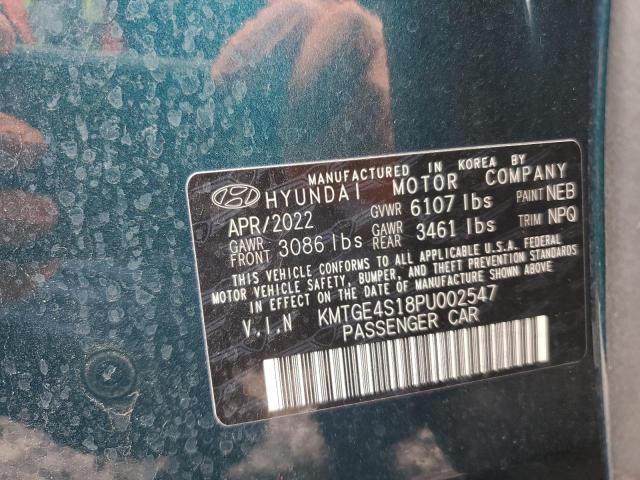 MANUFACTURED IN KOREA BY
HYUNDAI MOTOR COMPANY
APR/2022 GVWR 6107 lbs PAINT NEB
GAWR FRONT 3086 lbs GAWR REAR 3461 lbs TRIM NPQ
THIS VEHICLE CONFORMS TO ALL APPLICABLE U.S.A. FEDERAL
MOTOR VEHICLE SAFETY, BUMPER, AND THEFT PREVENTION STANDARDS
IN EFFECT ON THE DATE OF MANUFACTURE SHOWN ABOVE.
V.I.N KMTGE4S18PU002547
PASSENGER CAR